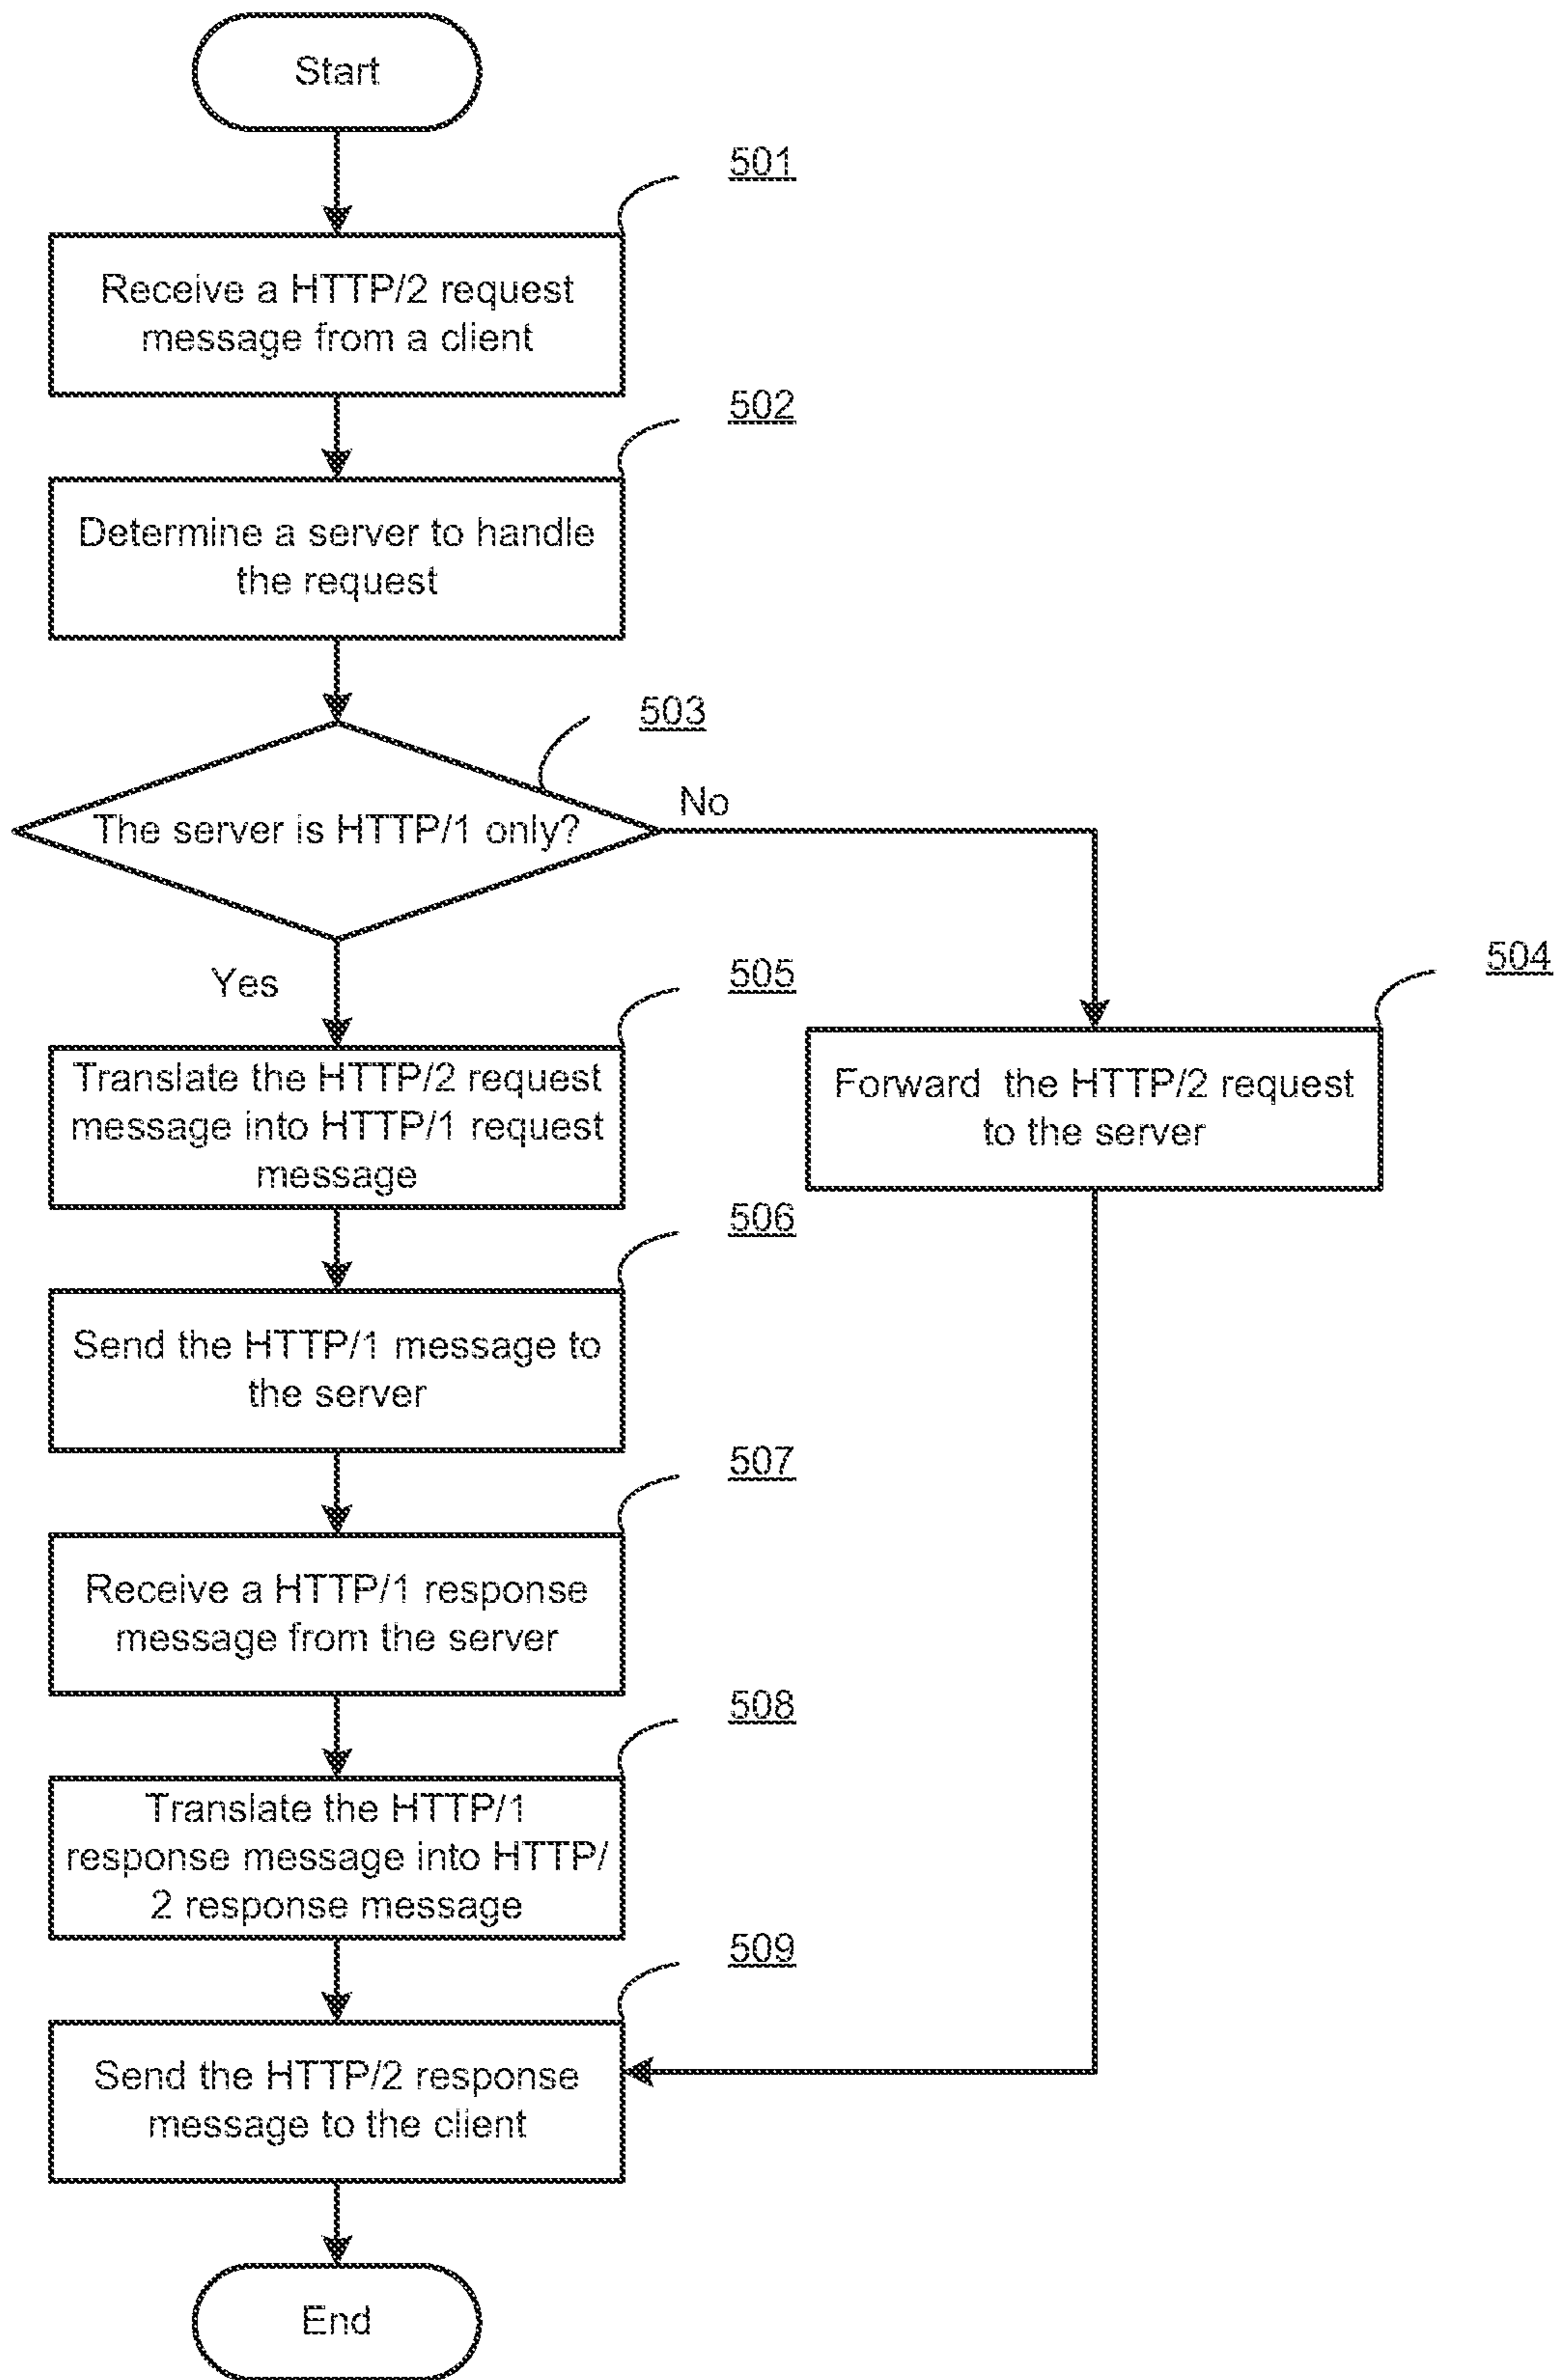 Start
501
Receive a HTTP/2 request
message from a client
502
Determine a server to handle
the request
503
The server is HTTP/1 only?
No
Yes
504
Forward  the HTTP/2 request
to the server
505
Translate the HTTP/2 request
message into HTTP/1 request
message
506
Send the HTTP/1 message to
the server
507
Receive a HTTP/1 response
message from the server
508
Translate the HTTP/1
response message into HTTP/
2 response message
509
Send the HTTP/2 response
message to the client
End